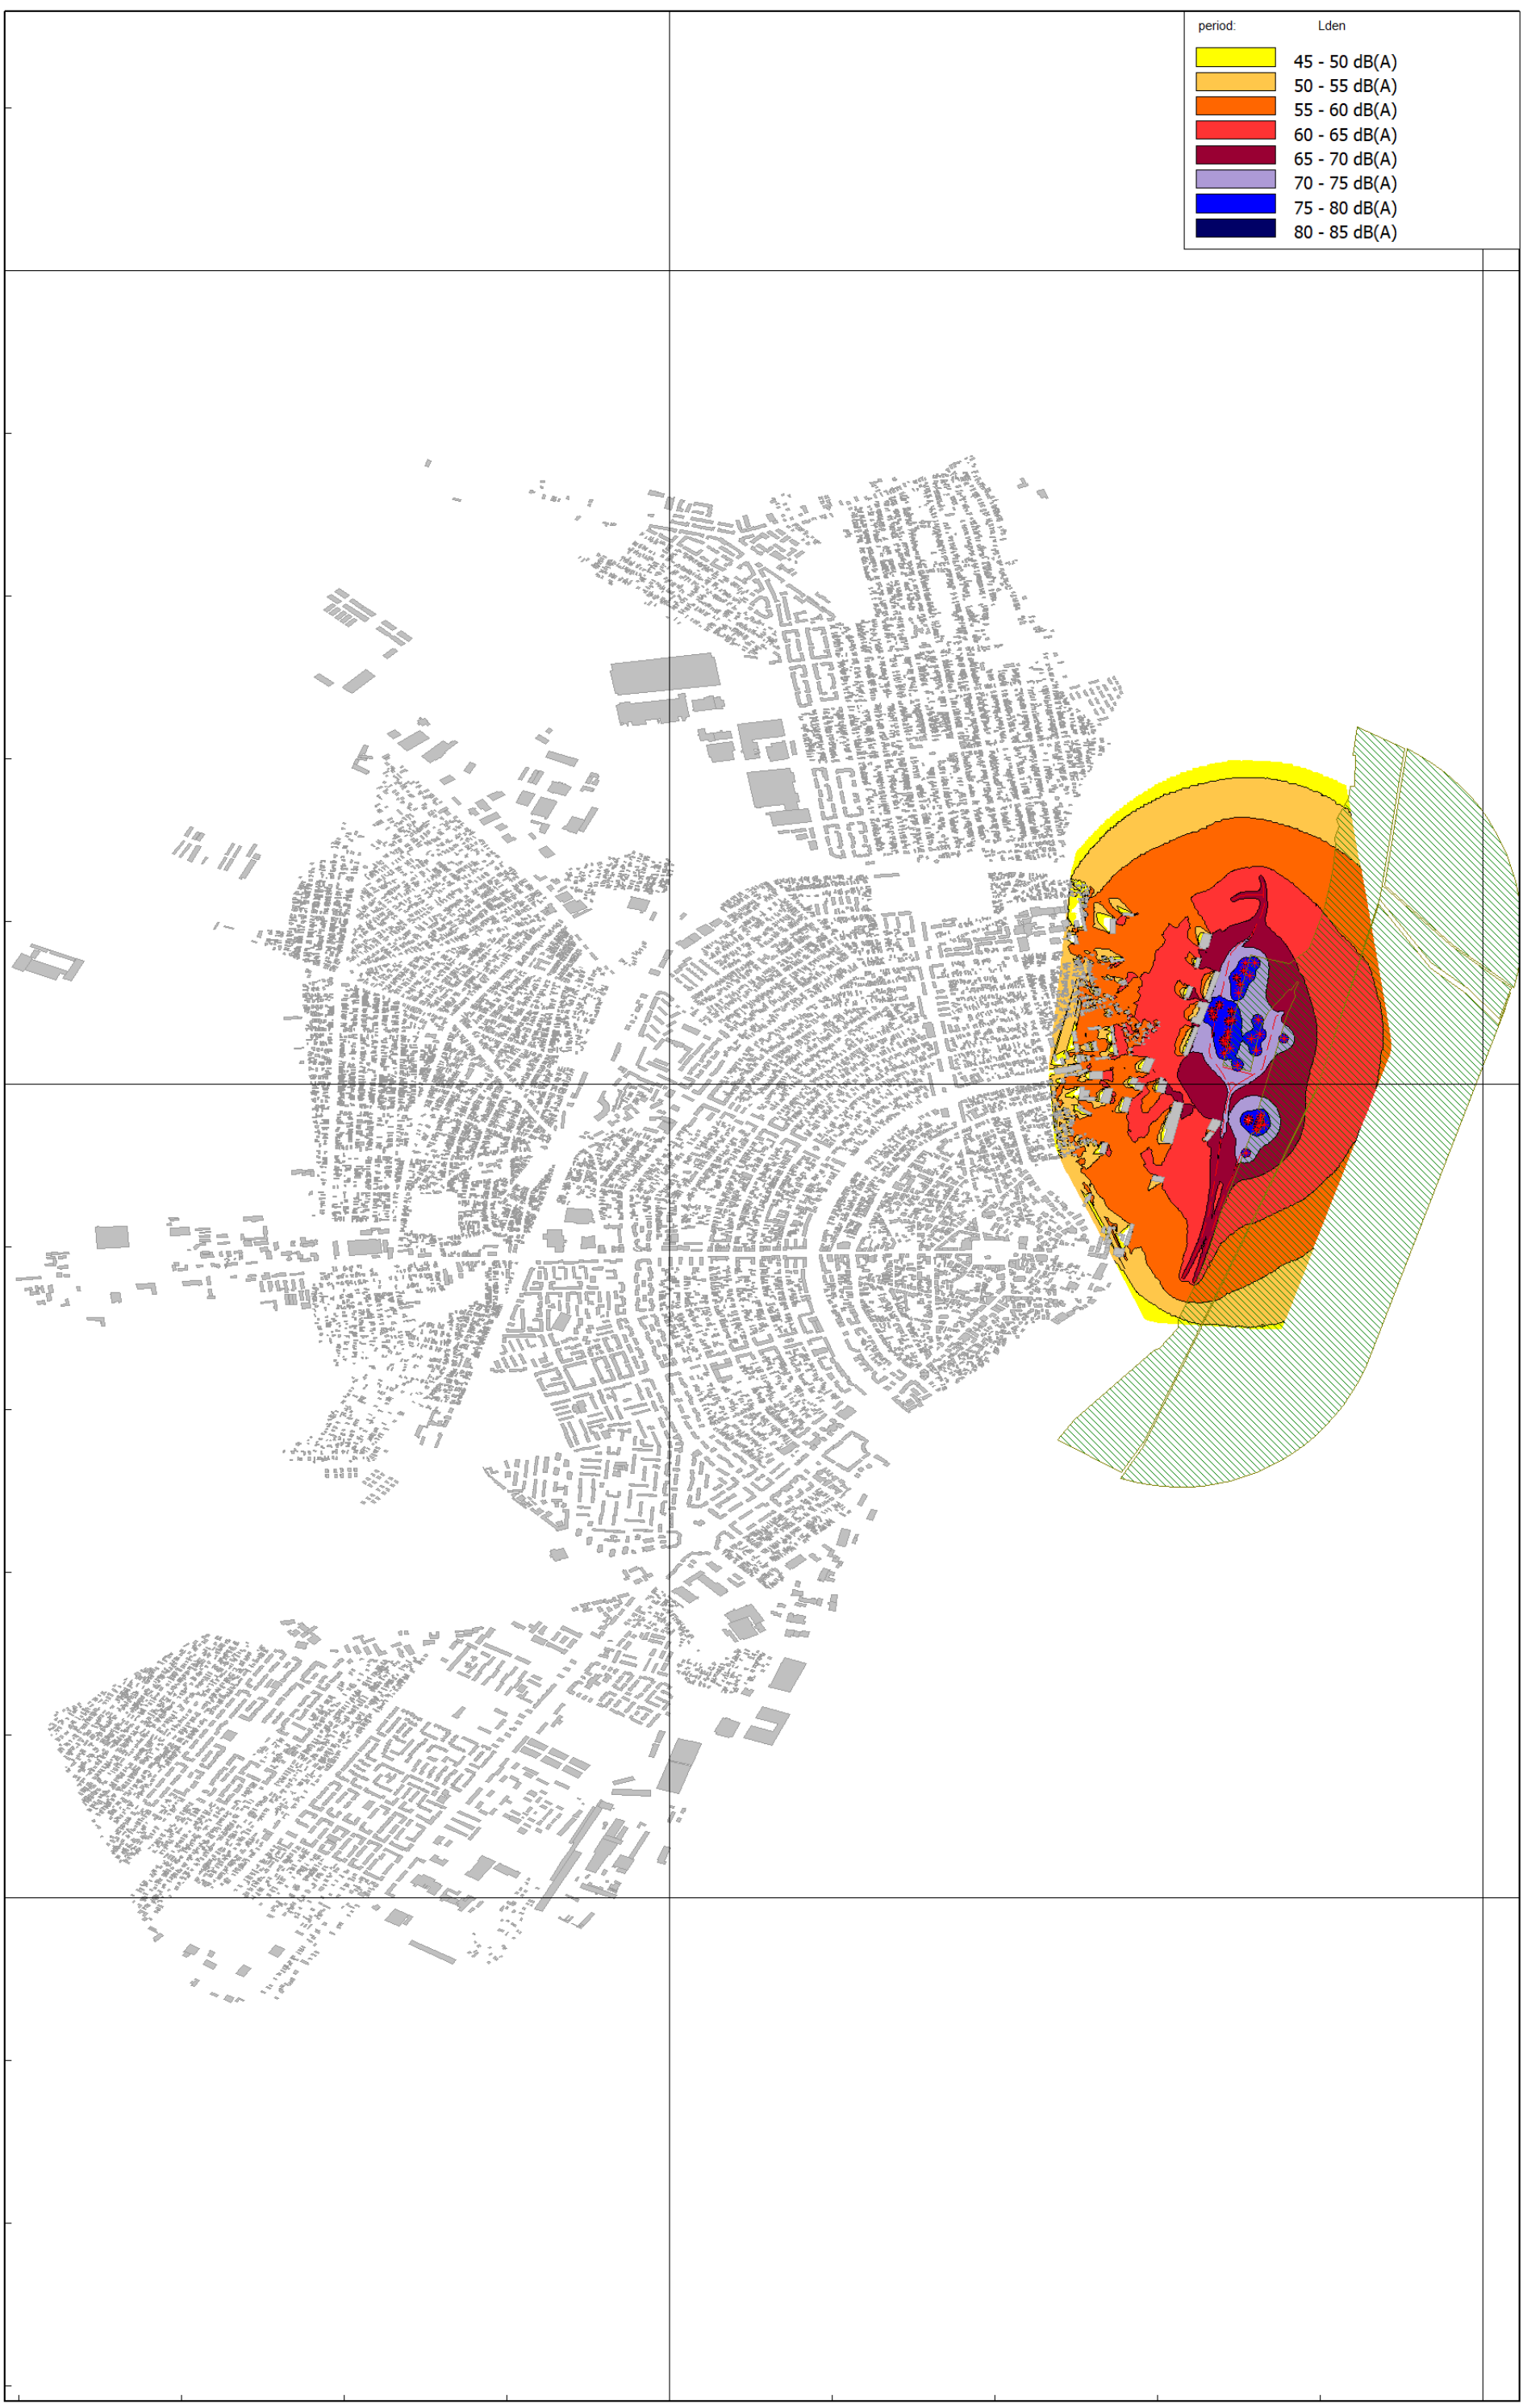 period: Lden
45 - 50 dB(A)
50 - 55 dB(A)
55 - 60 dB(A)
60 - 65 dB(A)
65 - 70 dB(A)
70 - 75 dB(A)
75 - 80 dB(A)
80 - 85 dB(A)